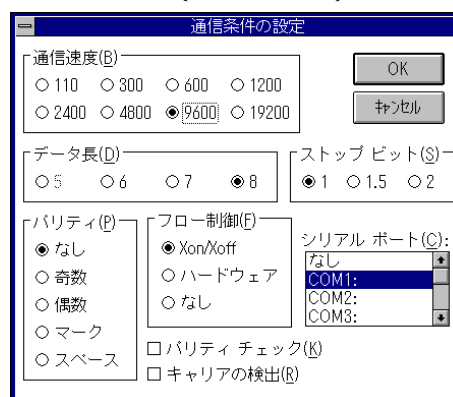 通信条件の設定
通信速度(B)
110 300 600 1200
2400 4800 9600 19200
OK
キャンセル
データ長(D)
5 6 7 8
ストップ ビット(S)
1 1.5 2
パリティ(P)
なし
奇数
偶数
マーク
スペース
フロー制御(F)
Xon/Xoff
ハードウェア
なし
シリアル ポート(C):
なし
COM1:
COM2:
COM3:
パリティ チェック(K)
キャリアの検出(R)